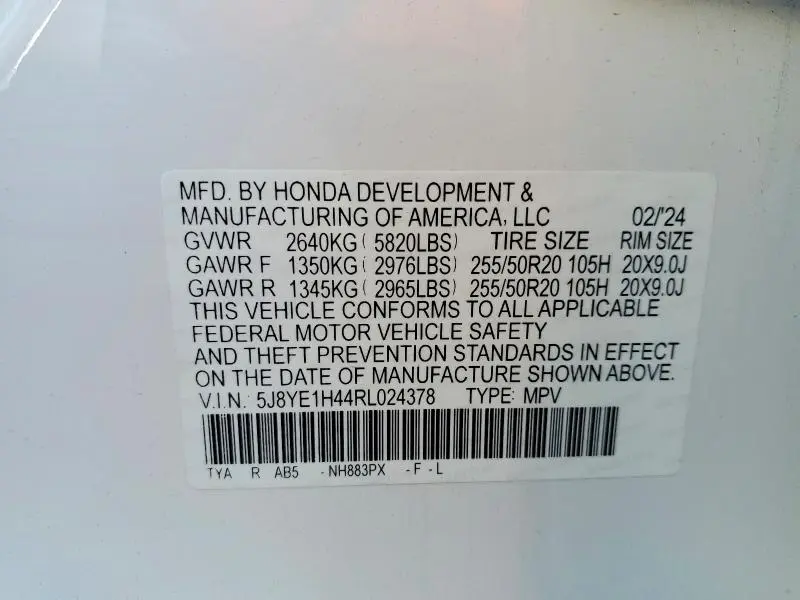 MFD. BY HONDA DEVELOPMENT &
MANUFACTURING OF AMERICA, LLC 02/'24
GVWR 2640KG (5820LBS) TIRE SIZE RIM SIZE
GAWR F 1350KG (2976LBS) 255/50R20 105H 20X9.0J
GAWR R 1345KG (2965LBS) 255/50R20 105H 20X9.0J
THIS VEHICLE CONFORMS TO ALL APPLICABLE
FEDERAL MOTOR VEHICLE SAFETY
AND THEFT PREVENTION STANDARDS IN EFFECT
ON THE DATE OF MANUFACTURE SHOWN ABOVE.
V.I.N. 5J8YE1H44RL024378 TYPE: MPV
TYA R AB5 - NH883PX - F - L